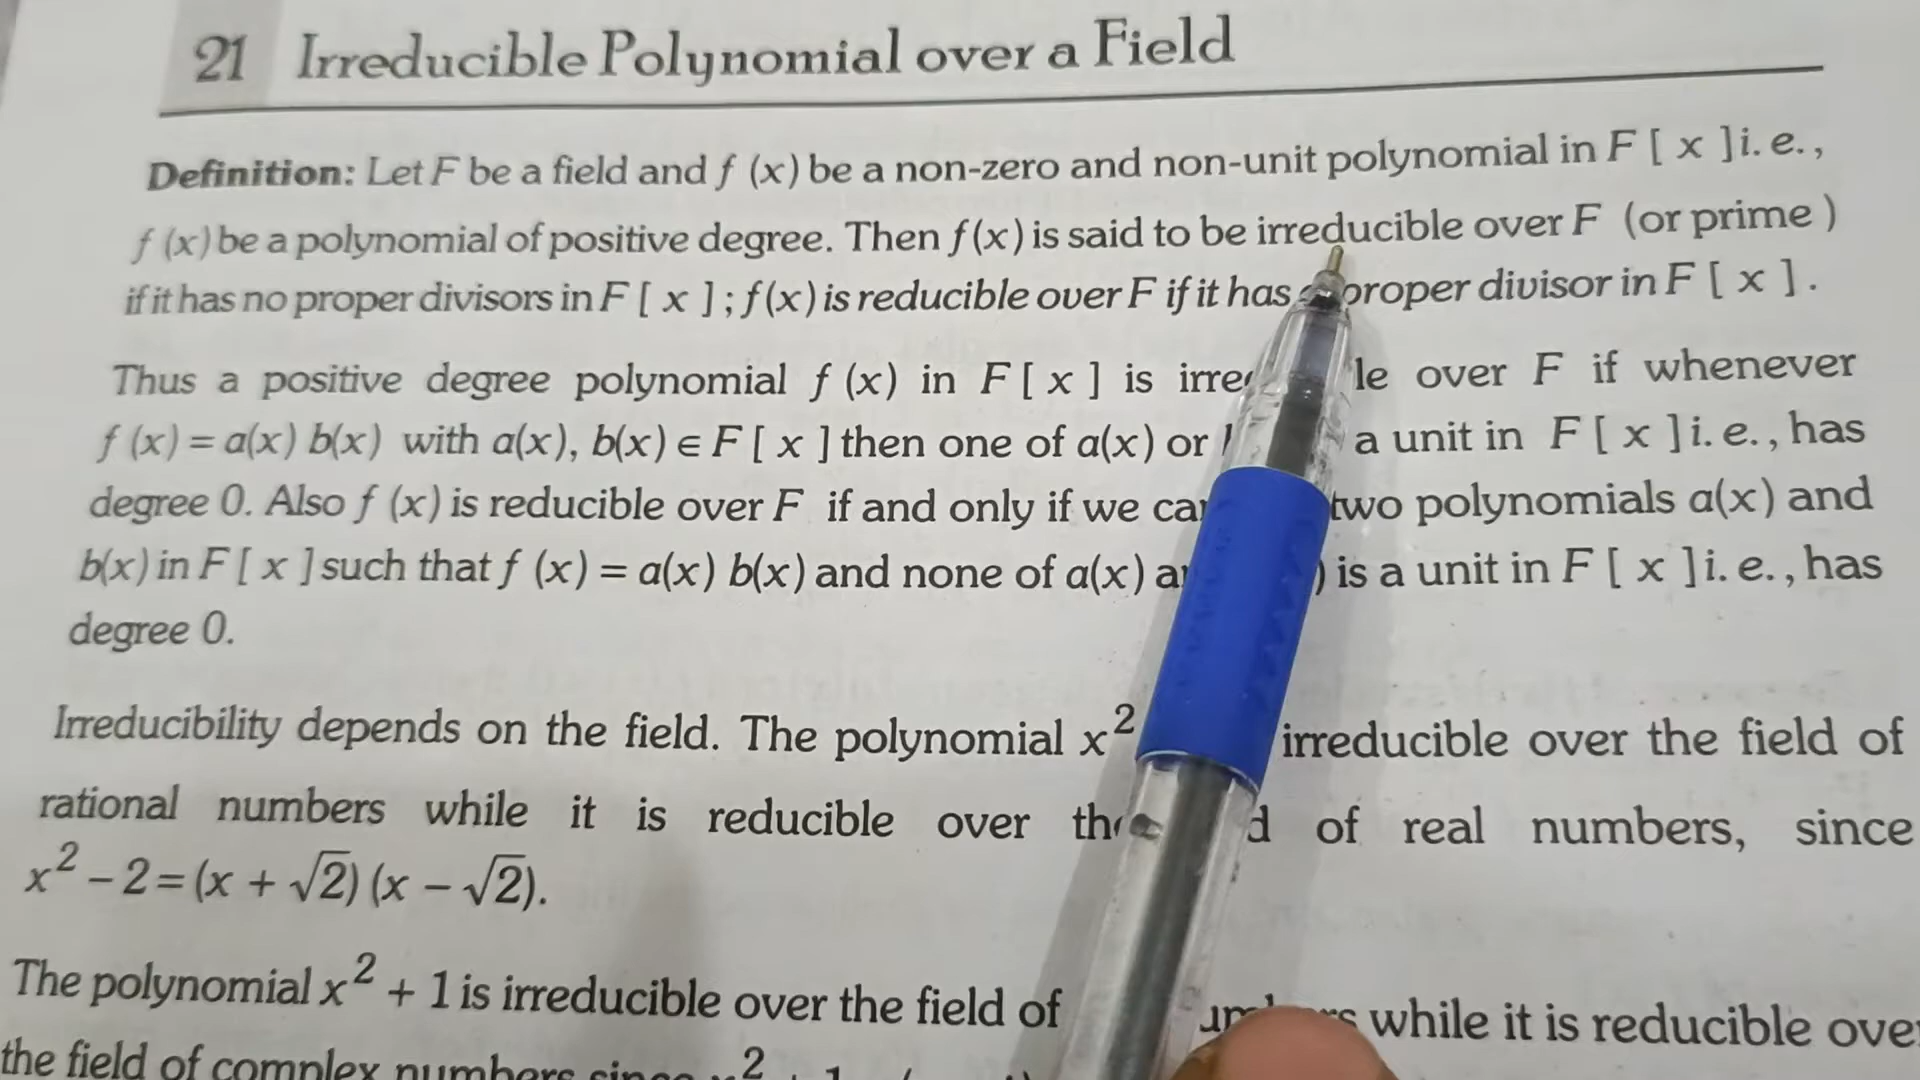 21 Irreducible Polynomial over a Field
Definition: Let F be a field and f (x) be a non-zero and non-unit polynomial in F [ x ] i. e.,
f (x) be a polynomial of positive degree. Then f(x) is said to be irreducible over F (or prime)
if it has no proper divisors in F [ x ] ; f(x) is reducible over F if it has proper divisor in F [ x ] .
Thus a positive degree polynomial f (x) in F [ x ] is le over F if whenever
f (x) = a(x) b(x) with a(x), b(x) ∈ F [ x ] then one of a(x) or a unit in F [ x ] i. e., has
degree 0. Also f (x) is reducible over F if and only if we two polynomials a(x) and
b(x) in F [ x ] such that f (x) = a(x) b(x) and none of a(x) is a unit in F [ x ] i. e., has
degree 0.
Irreducibility depends on the field. The polynomial x² irreducible over the field of
rational numbers while it is reducible over of real numbers, since
x² – 2 = (x + √2) (x – √2).
The polynomial x² + 1 is irreducible over the field of while it is reducible ove
the field of complex numbers since